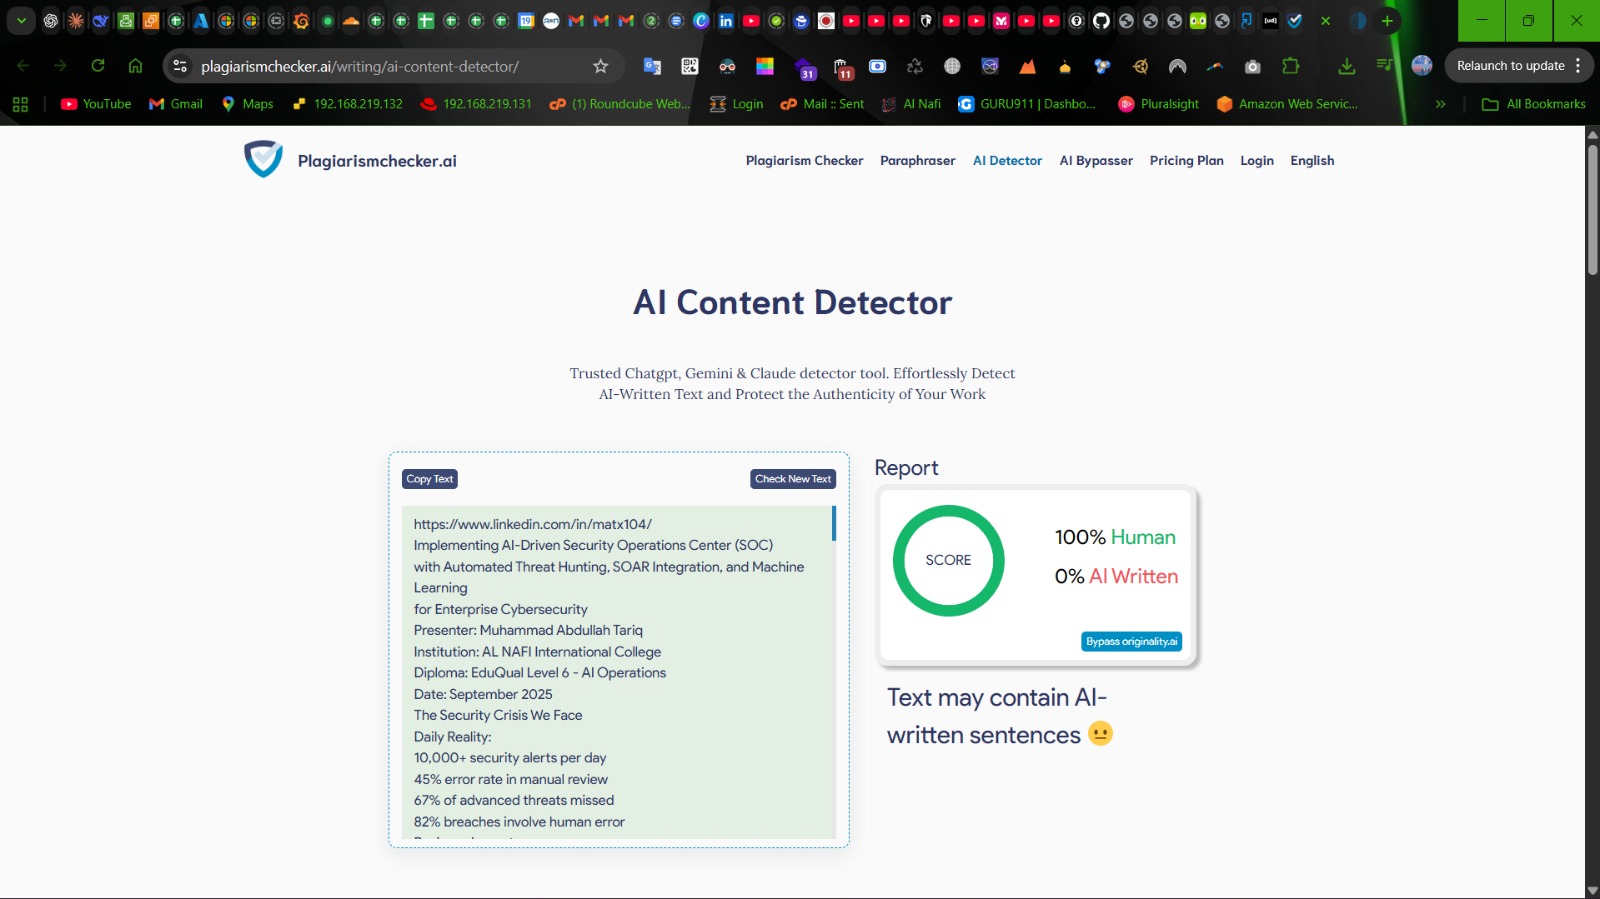 plagiarismchecker.ai/writing/ai-content-detector/
Relaunch to update
YouTube
Gmail
Maps
192.168.219.132
192.168.219.131
(1) Roundcube Web...
Login
Mail :: Sent
AI Nafi
GURU911 | Dashbo...
Pluralsight
Amazon Web Servic...
»
All Bookmarks
Plagiarismchecker.ai
Plagiarism Checker
Paraphraser
AI Detector
AI Bypasser
Pricing Plan
Login
English
AI Content Detector
Trusted Chatgpt, Gemini & Claude detector tool. Effortlessly Detect
AI-Written Text and Protect the Authenticity of Your Work
Copy Text
Check New Text
https://www.linkedin.com/in/matx104/
Implementing AI-Driven Security Operations Center (SOC)
with Automated Threat Hunting, SOAR Integration, and Machine
Learning
for Enterprise Cybersecurity
Presenter: Muhammad Abdullah Tariq
Institution: AL NAFI International College
Diploma: EduQual Level 6 - AI Operations
Date: September 2025
The Security Crisis We Face
Daily Reality:
10,000+ security alerts per day
45% error rate in manual review
67% of advanced threats missed
82% breaches involve human error
Report
SCORE
100% Human
0% AI Written
Bypass originality.ai
Text may contain AI-
written sentences 😐